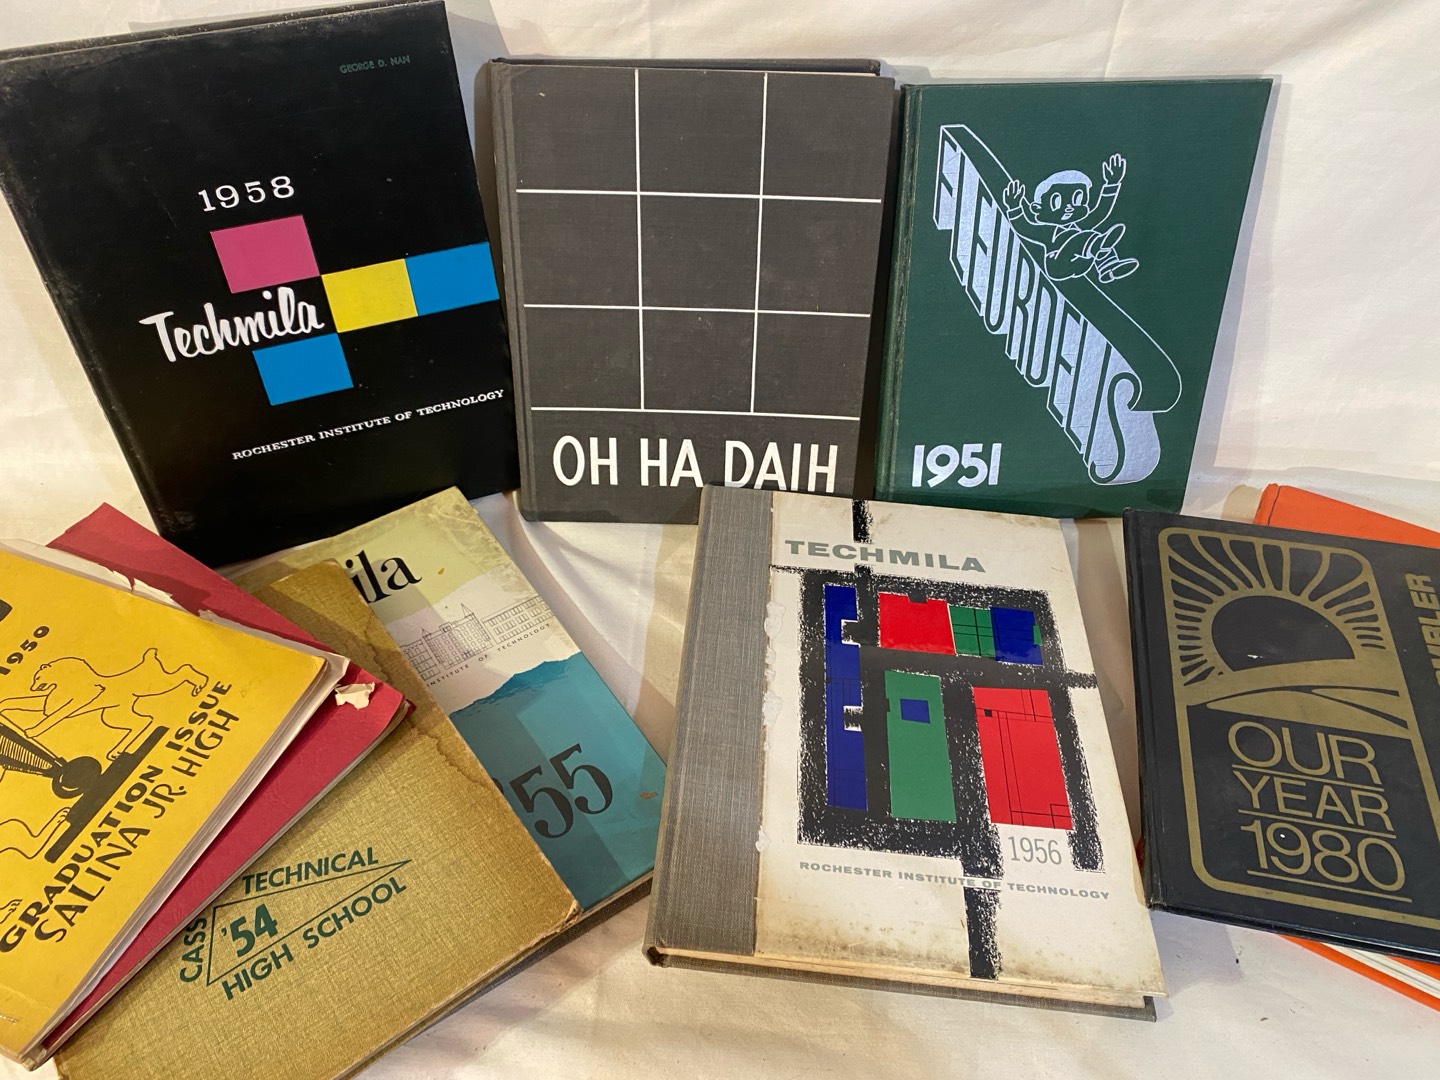 GEORGE D. NAN
1958
Techmila
ROCHESTER INSTITUTE OF TECHNOLOGY
OH HA DAIH
FLEURDELIS
1951
1950
GRADUATION ISSUE
SALINA JR. HIGH
CASS
TECHNICAL
'54
HIGH SCHOOL
ila
INSTITUTE OF TECHNOLOGY
55
TECHMILA
1956
ROCHESTER INSTITUTE OF TECHNOLOGY
OUR
YEAR
1980